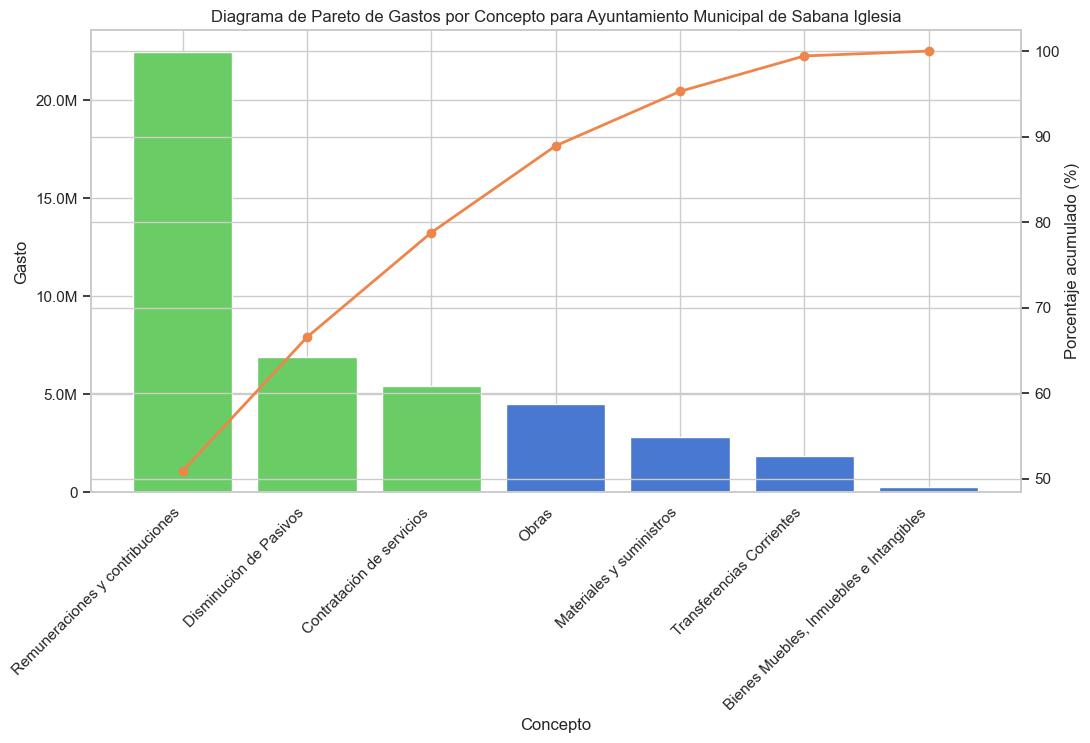 Diagrama de Pareto de Gastos por Concepto para Ayuntamiento Municipal de Sabana Iglesia
Gasto
20.0M
15.0M
10.0M
5.0M
0
100
90
80
70
60
50
Porcentaje acumulado (%)
Remuneraciones y contribuciones
Disminución de Pasivos
Contratación de servicios
Obras
Materiales y suministros
Transferencias Corrientes
Bienes Muebles, Inmuebles e Intangibles
Concepto